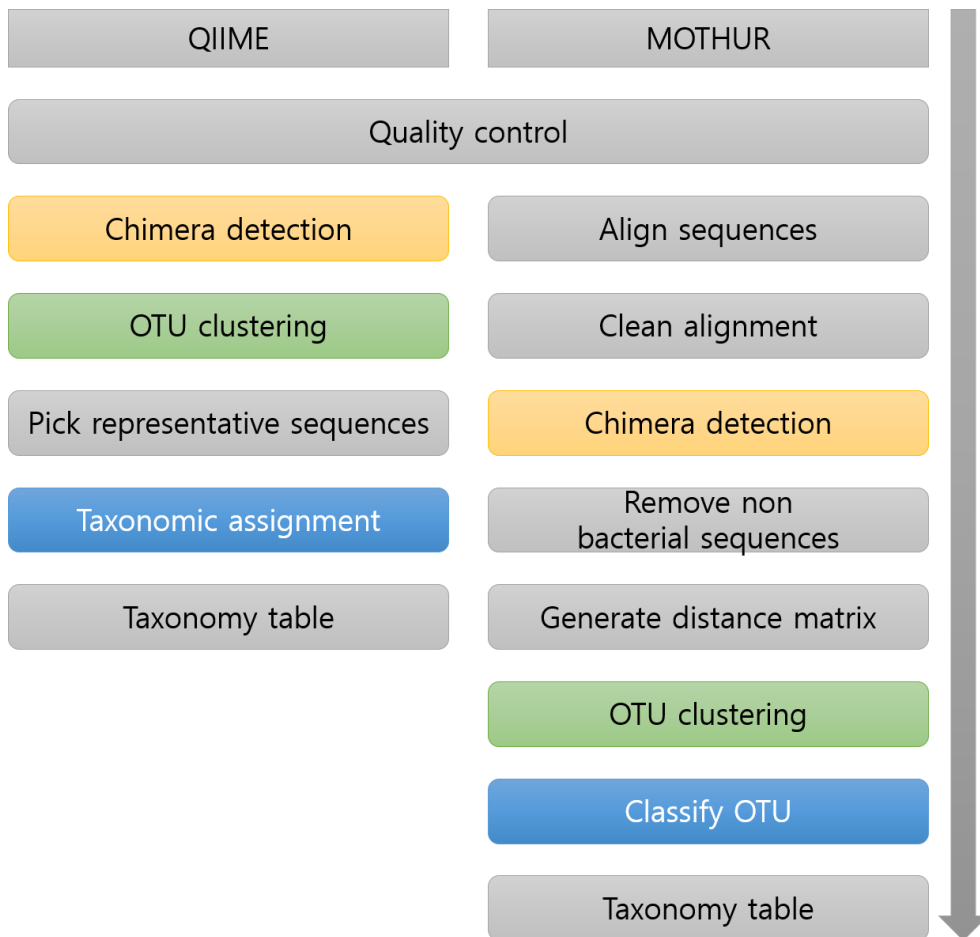 QIIME
MOTHUR
Quality control
Chimera detection
Align sequences
OTU clustering
Clean alignment
Pick representative sequences
Chimera detection
Taxonomic assignment
Remove non
bacterial sequences
Taxonomy table
Generate distance matrix
OTU clustering
Classify OTU
Taxonomy table